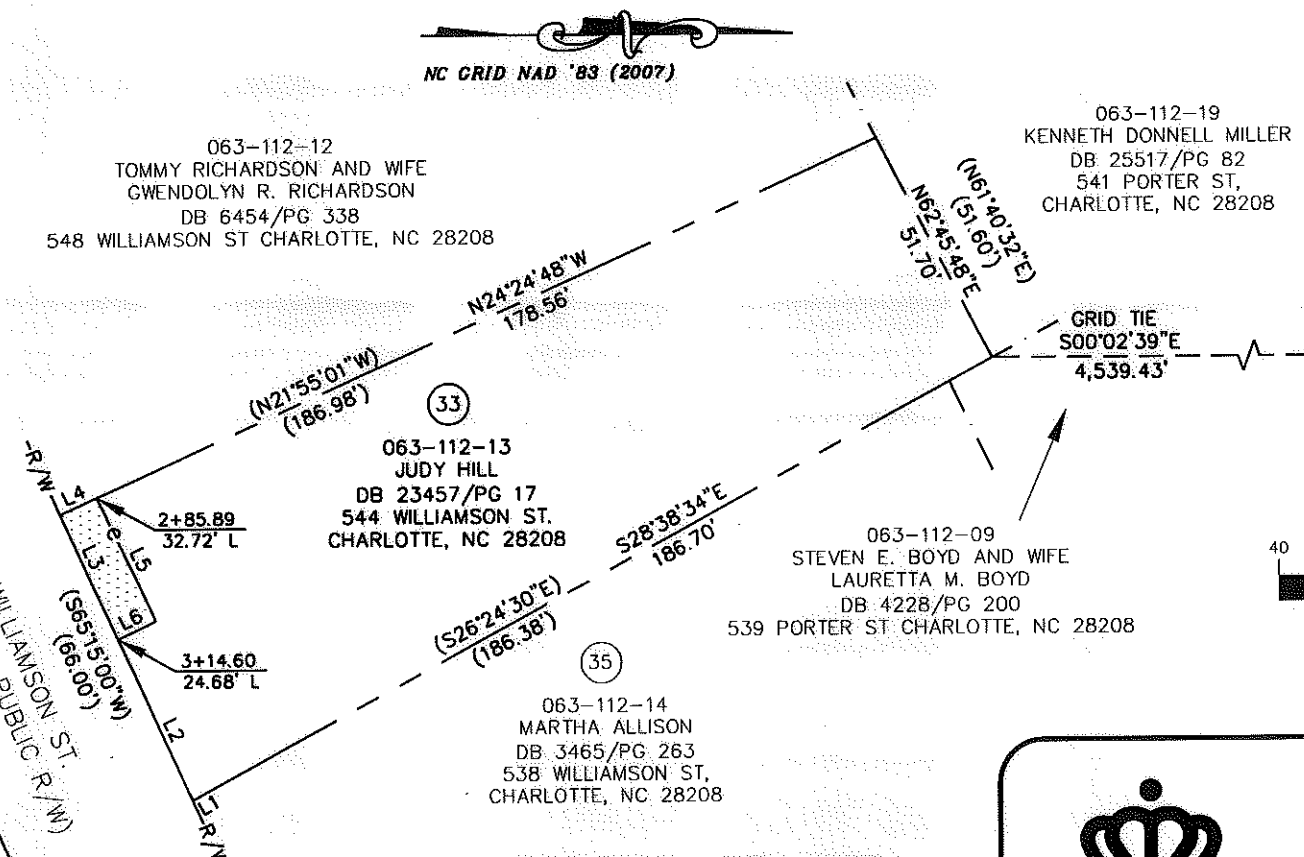 NC GRID NAD '83 (2007)
063-112-12
TOMMY RICHARDSON AND WIFE
GWENDOLYN R. RICHARDSON
DB 6454/PG 338
548 WILLIAMSON ST CHARLOTTE, NC 28208
063-112-19
KENNETH DONNELL MILLER
DB 25517/PG 82
541 PORTER ST,
CHARLOTTE, NC 28208
(N61°40'32"E)
(51.60')
N62°45'48"E
51.70'
N24°24'48"W
178.56'
GRID TIE
S00°02'39"E
4,539.43'
(N21°55'01"W)
(186.98')
33
063-112-13
JUDY HILL
DB 23457/PG 17
544 WILLIAMSON ST.
CHARLOTTE, NC 28208
R/W
L4
2+85.89
32.72' L
L3
e
L5
L6
S28°38'34"E
186.70'
063-112-09
STEVEN E. BOYD AND WIFE
LAURETTA M. BOYD
DB 4228/PG 200
539 PORTER ST CHARLOTTE, NC 28208
40
(S65°15'00"W)
(66.00')
3+14.60
24.68' L
(S26°24'30"E)
(186.38')
35
063-112-14
MARTHA ALLISON
DB 3465/PG 263
538 WILLIAMSON ST,
CHARLOTTE, NC 28208
WILLIAMSON ST.
PUBLIC R/W)
L2
L1
R/W